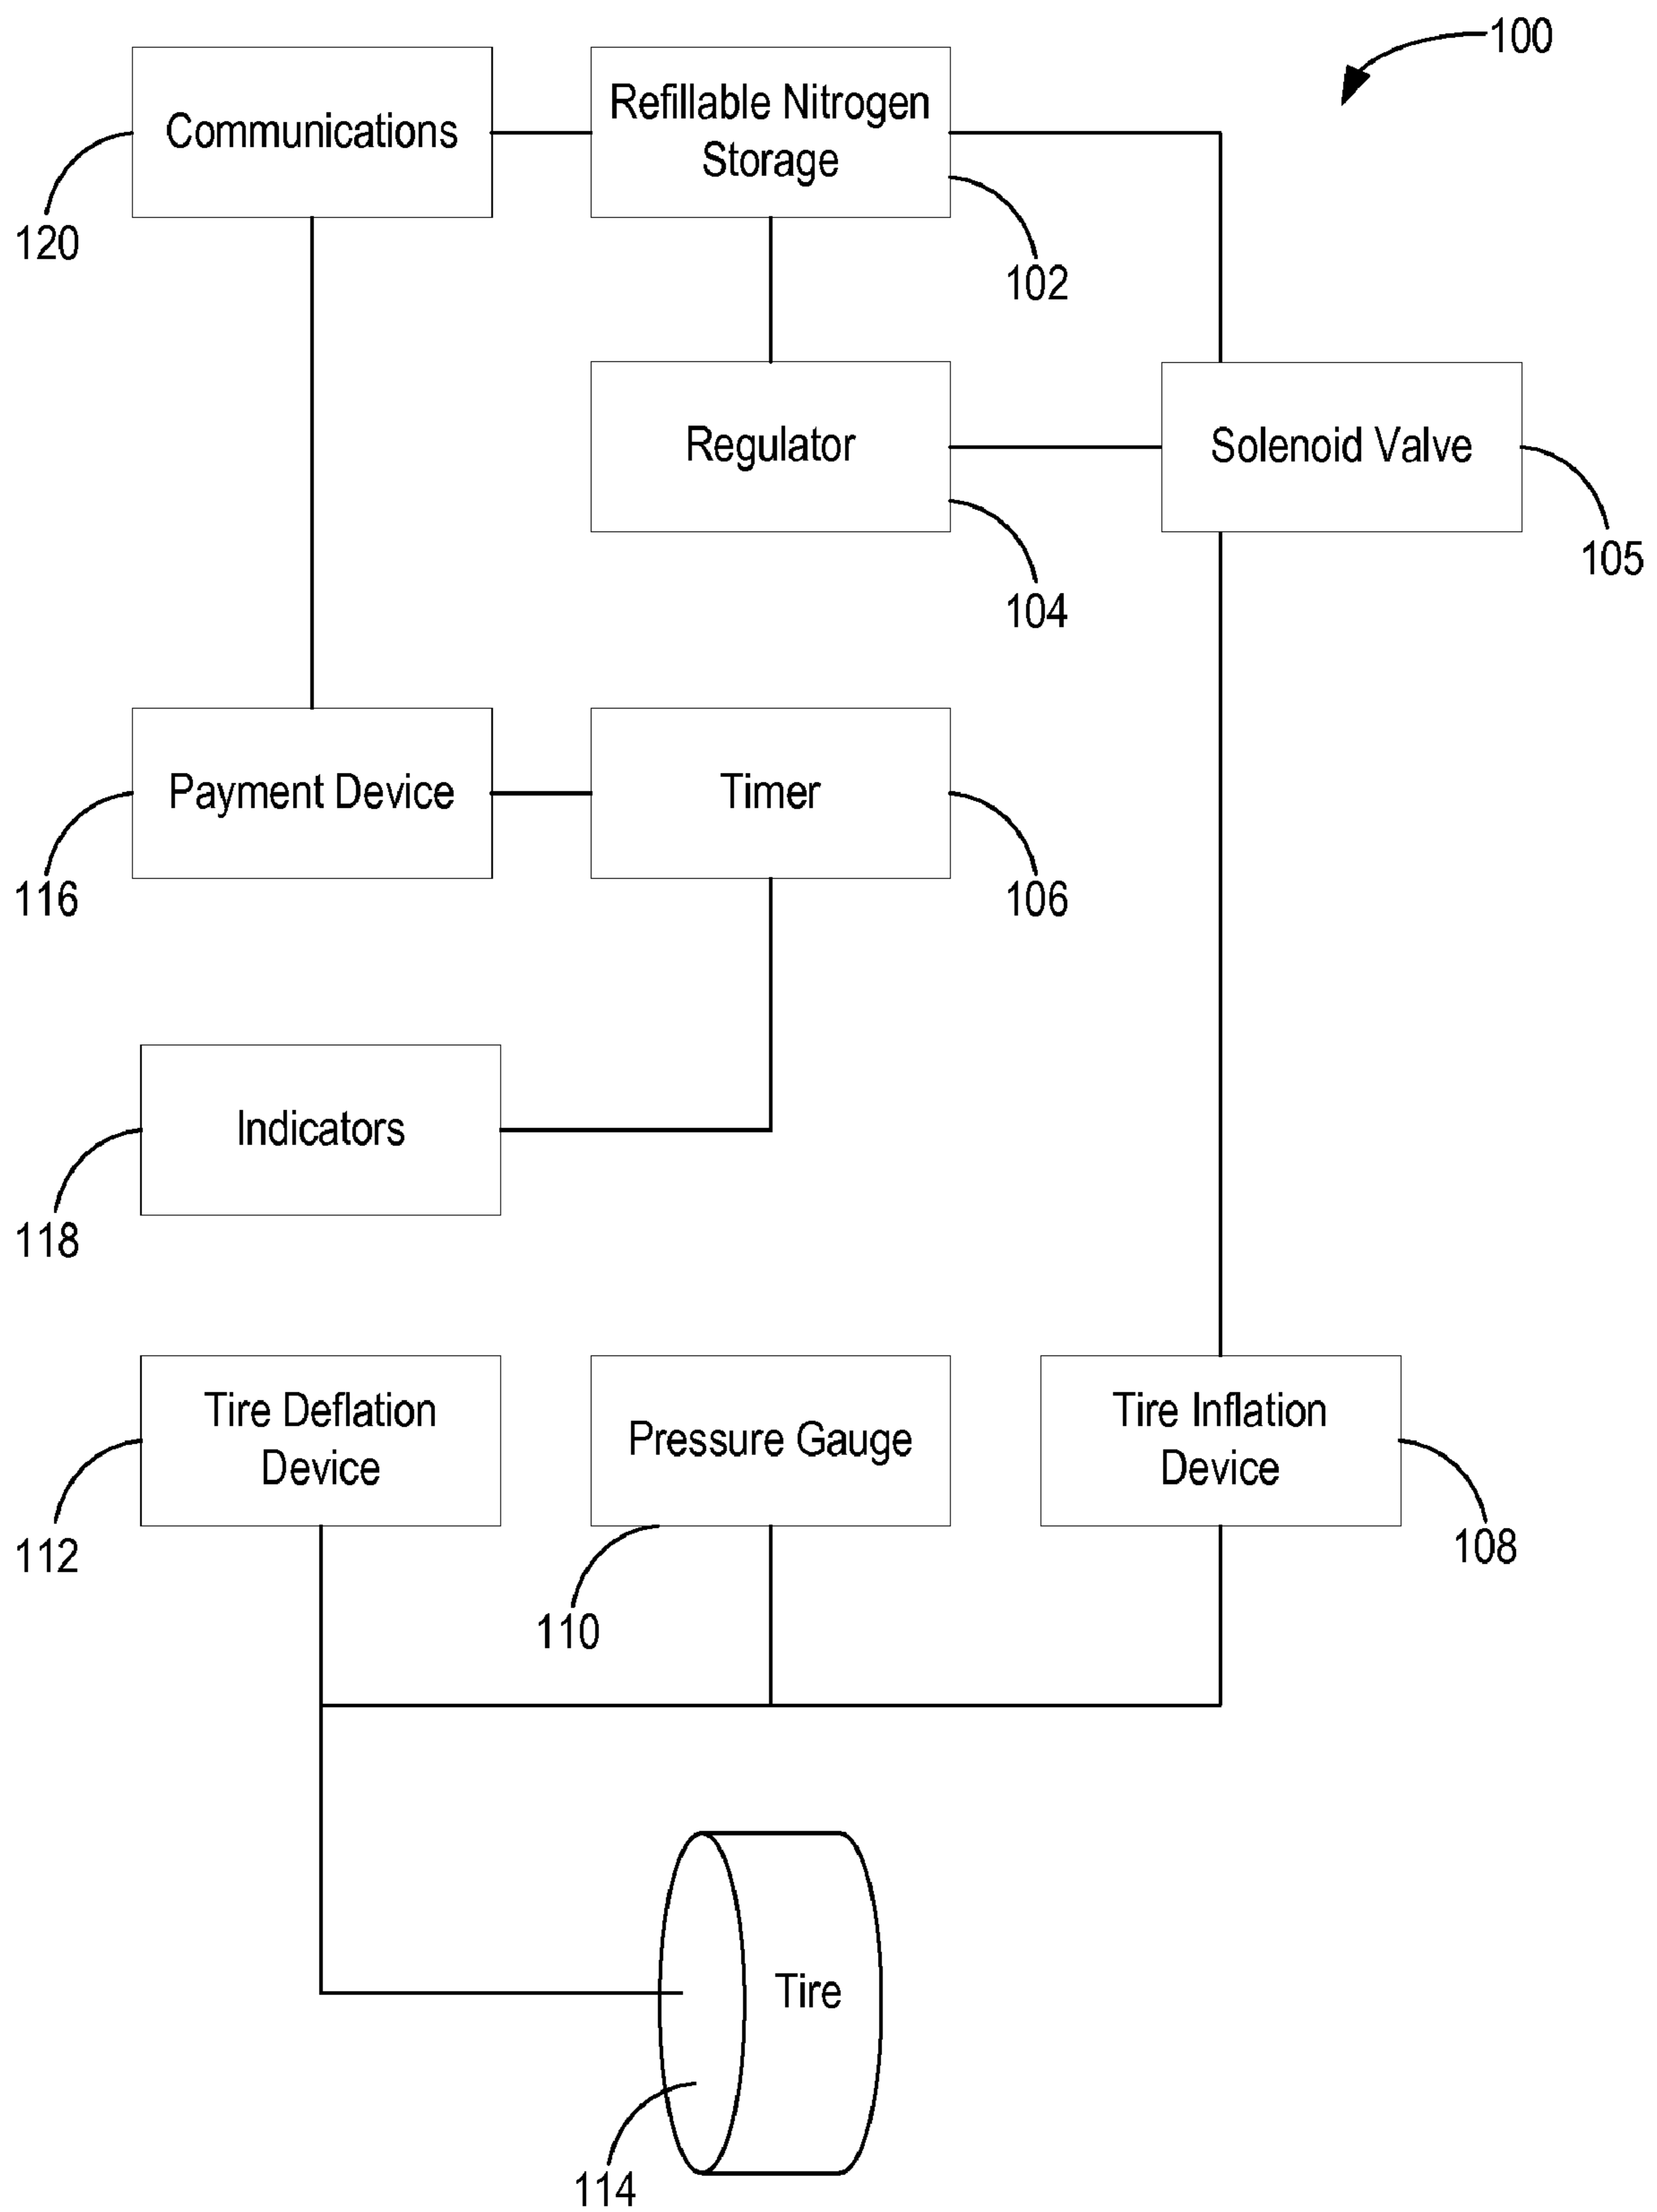 100
Communications
Refillable Nitrogen
Storage
120
102
Regulator
Solenoid Valve
105
104
Payment Device
Timer
116
106
Indicators
118
Tire Deflation
Device
Pressure Gauge
Tire Inflation
Device
112
108
110
Tire
114